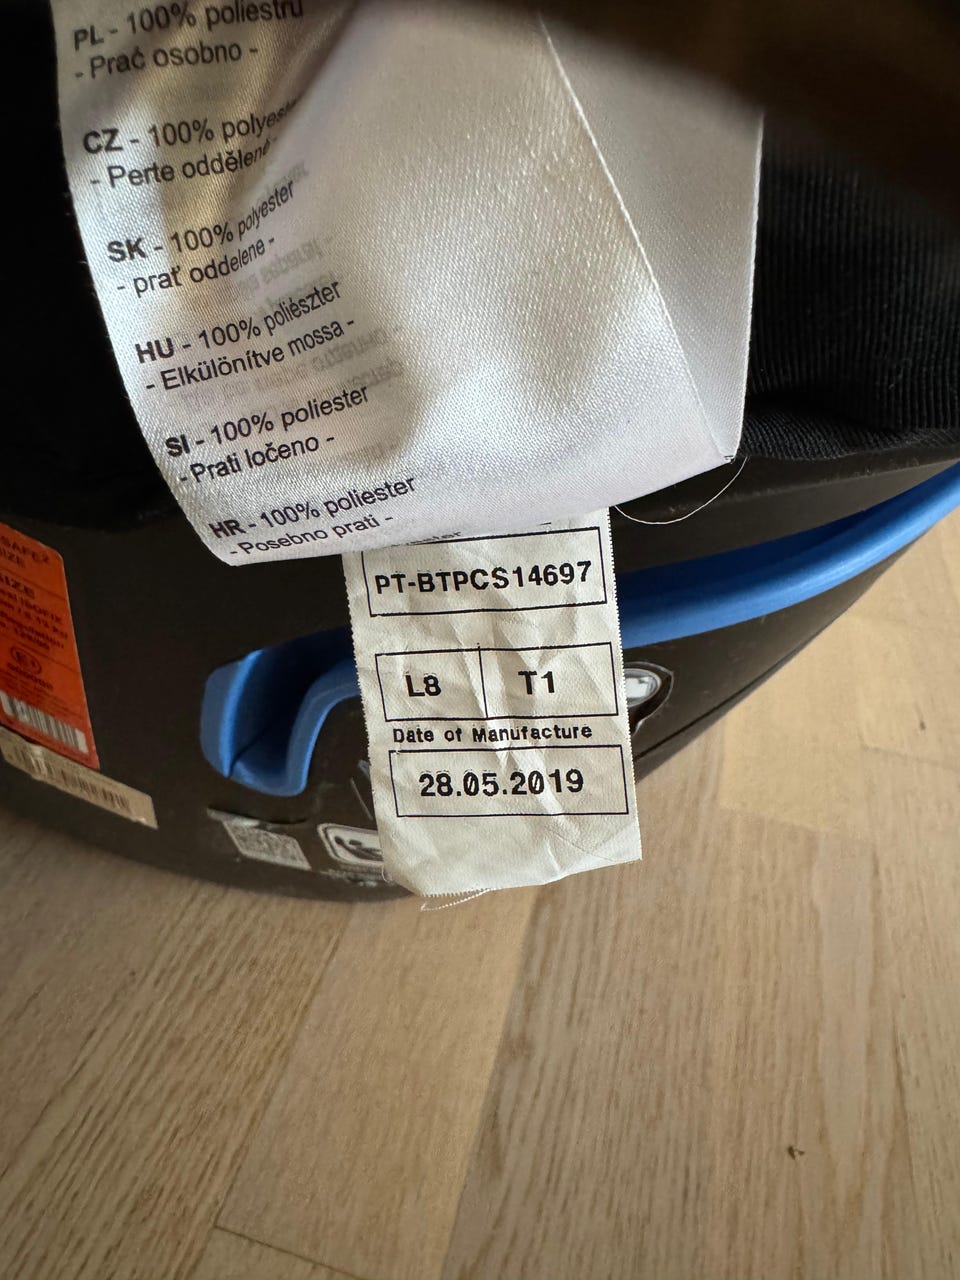 PL - 100% poliestru
- Prać osobno -
CZ - 100% polyes
- Perte odděleně
SK - 100% polyester
- prať oddelene -
HU - 100% poliészter
- Elkülönítve mossa -
SI - 100% poliester
- Prati ločeno -
HR - 100% poliester
- Posebno prati -
PT-BTPCS14697
L8 T1
Date of Manufacture
28.05.2019
SIZE